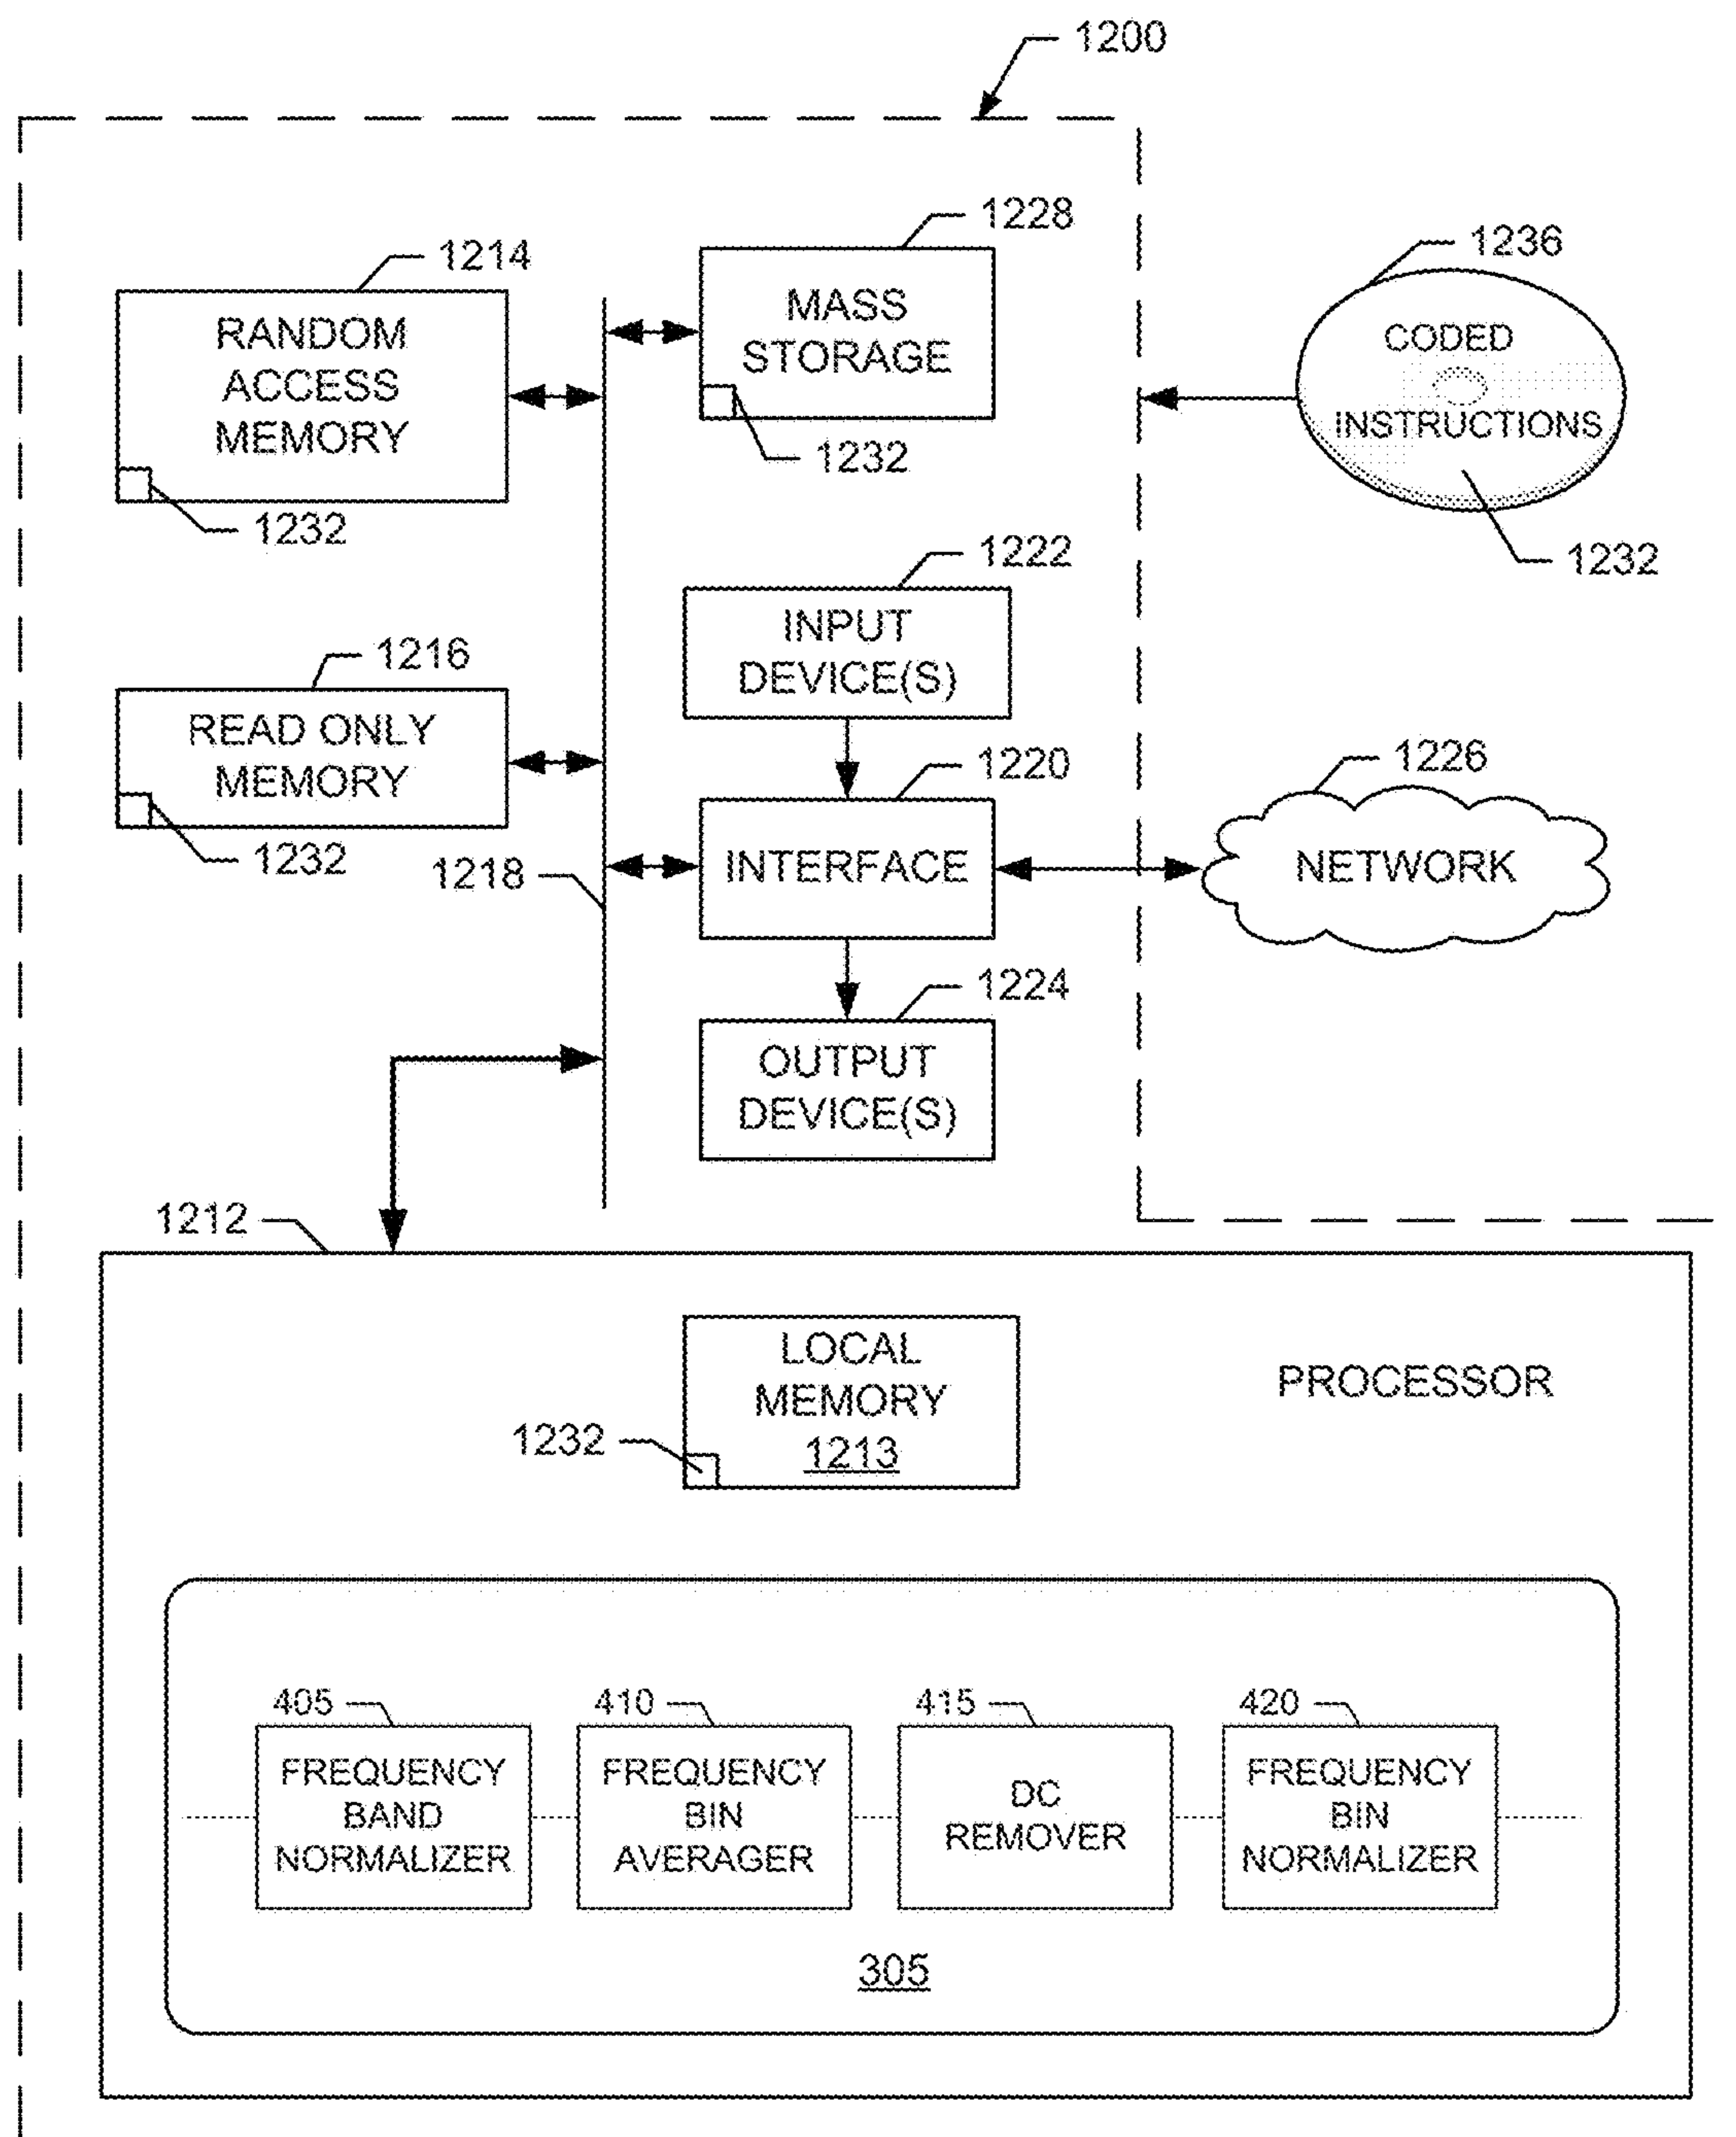 1200
1228
1214
1236
MASS
STORAGE
RANDOM
ACCESS
MEMORY
CODED
INSTRUCTIONS
1232
1232
1232
1222
INPUT
DEVICE(S)
1216
READ ONLY
MEMORY
1232
1220
1226
INTERFACE
NETWORK
1218
1224
OUTPUT
DEVICE(S)
1212
LOCAL
MEMORY
1213
1232
PROCESSOR
405
FREQUENCY
BAND
NORMALIZER
410
FREQUENCY
BIN
AVERAGER
415
DC
REMOVER
420
FREQUENCY
BIN
NORMALIZER
305